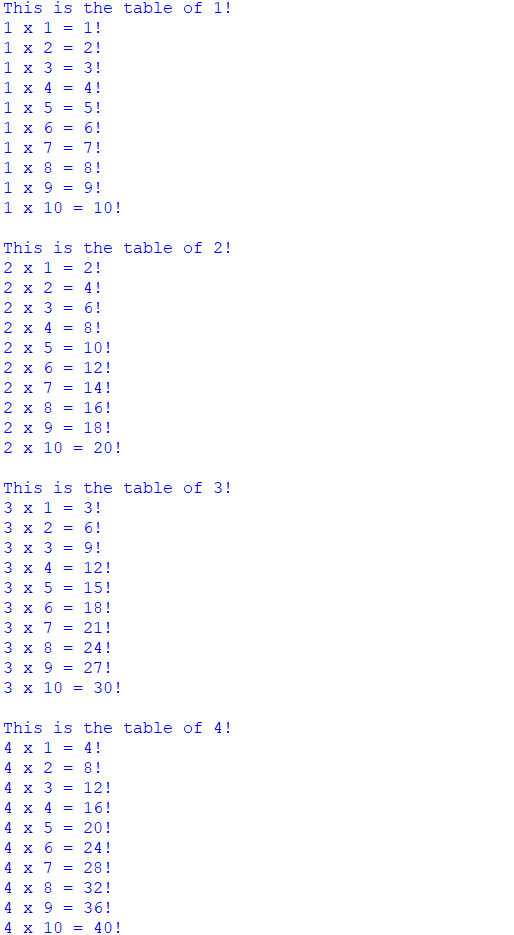 This is the table of 1!
1 x 1 = 1!
1 x 2 = 2!
1 x 3 = 3!
1 x 4 = 4!
1 x 5 = 5!
1 x 6 = 6!
1 x 7 = 7!
1 x 8 = 8!
1 x 9 = 9!
1 x 10 = 10!

This is the table of 2!
2 x 1 = 2!
2 x 2 = 4!
2 x 3 = 6!
2 x 4 = 8!
2 x 5 = 10!
2 x 6 = 12!
2 x 7 = 14!
2 x 8 = 16!
2 x 9 = 18!
2 x 10 = 20!

This is the table of 3!
3 x 1 = 3!
3 x 2 = 6!
3 x 3 = 9!
3 x 4 = 12!
3 x 5 = 15!
3 x 6 = 18!
3 x 7 = 21!
3 x 8 = 24!
3 x 9 = 27!
3 x 10 = 30!

This is the table of 4!
4 x 1 = 4!
4 x 2 = 8!
4 x 3 = 12!
4 x 4 = 16!
4 x 5 = 20!
4 x 6 = 24!
4 x 7 = 28!
4 x 8 = 32!
4 x 9 = 36!
4 x 10 = 40!